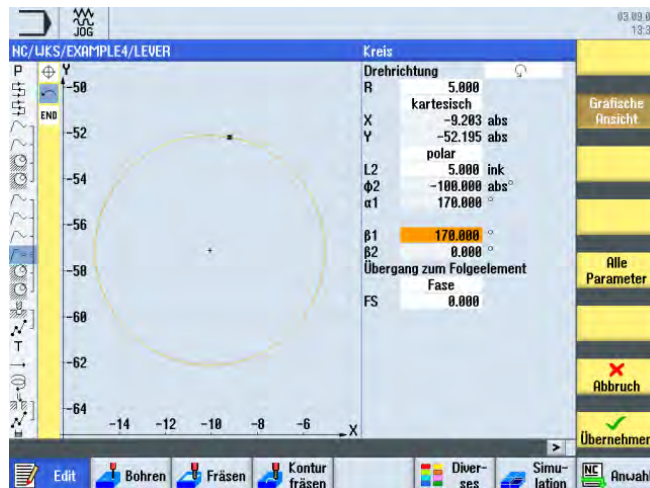 JOG
03.09.0
13:3
NC/WKS/EXAMPLE4/LEVER
Kreis
P
Y
END
-50
-52
-54
-56
-58
-60
-62
-64
-14 -12 -10 -8 -6
X
Drehrichtung
R 5.000
kartesisch
X -9.203 abs
Y -52.195 abs
polar
L2 5.000 ink
φ2 -100.000 abs°
α1 170.000 °
β1 170.000 °
β2 0.000 °
Übergang zum Folgeelement
Fase
FS 0.000
T
Grafische
Ansicht
Alle
Parameter
Abbruch
Übernehmen
>
Edit
Bohren
Fräsen
Kontur
fräsen
Diver-
ses
Simu-
lation
NC
Anwahl